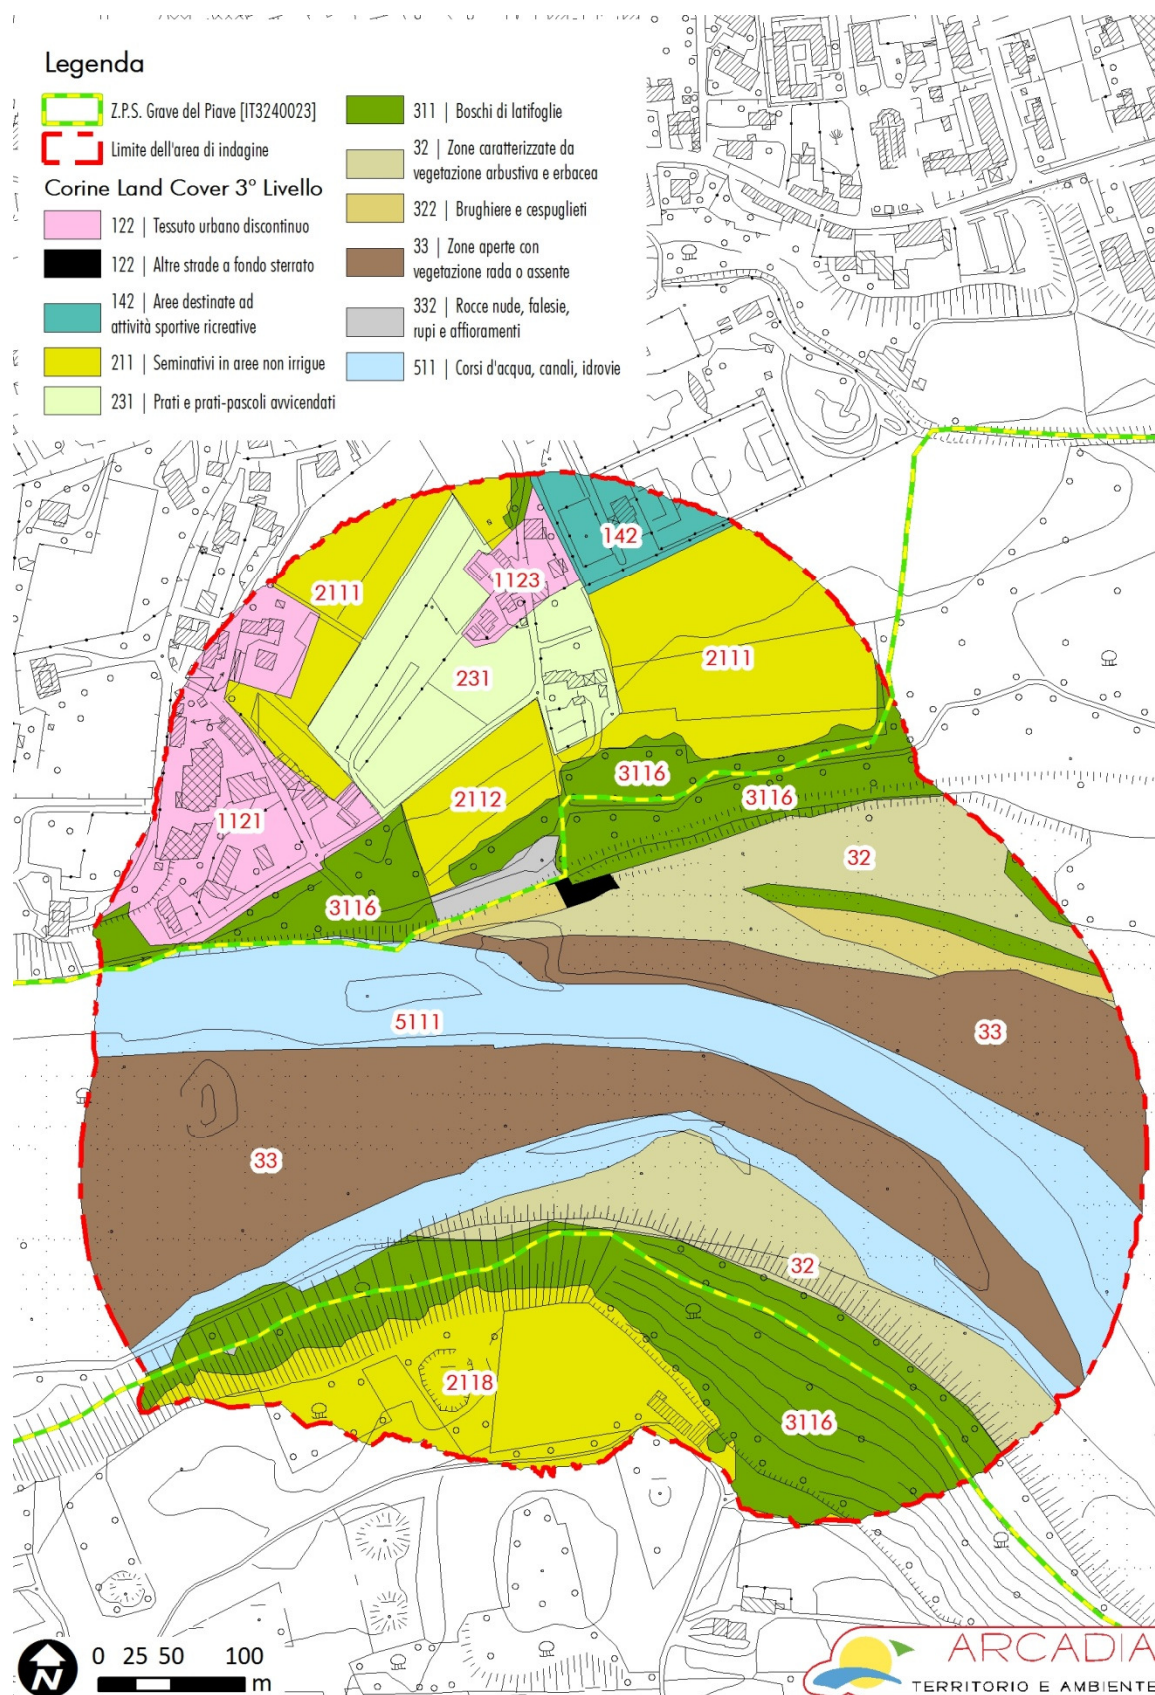 Legenda
Z.P.S. Grave del Piave [IT3240023]
Limite dell'area di indagine
Corine Land Cover 3° Livello
122 | Tessuto urbano discontinuo
122 | Altre strade a fondo sterrato
142 | Aree destinate ad
attività sportive ricreative
211 | Seminativi in aree non irrigue
231 | Prati e prati-pascoli avvicendati
311 | Boschi di latifoglie
32 | Zone caratterizzate da
vegetazione arbustiva e erbacea
322 | Brughiere e cespuglieti
33 | Zone aperte con
vegetazione rada o assente
332 | Rocce nude, falesie,
rupi e affioramenti
511 | Corsi d'acqua, canali, idrovie
142
1123
2111
2111
231
3116
2112
3116
1121
32
3116
5111
33
33
32
2118
3116
N
0 25 50 100
m
ARCADIA
TERRITORIO E AMBIENTE